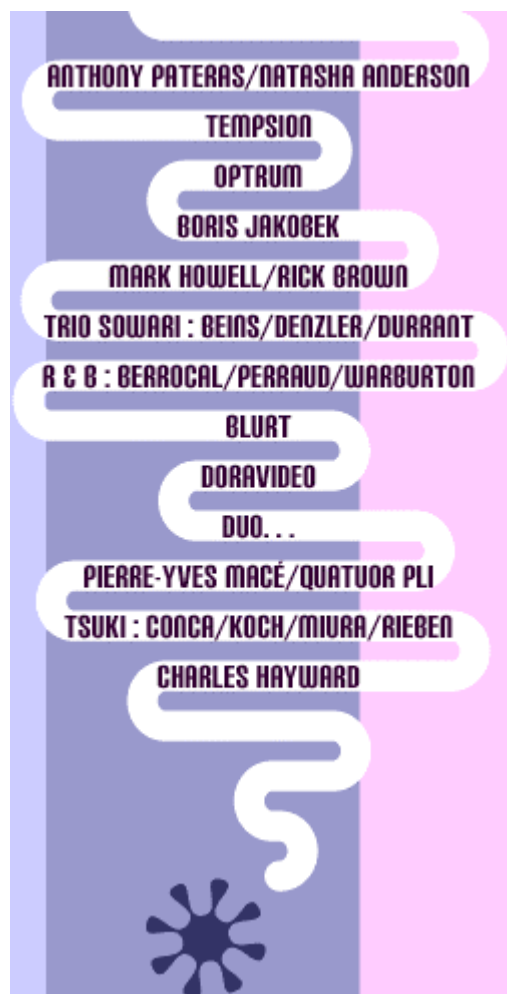 ANTHONY PATERAS/NATASHA ANDERSON
TEMPSION
OPTRUM
BORIS JAKOBEK
MARK HOWELL/RICK BROWN
TRIO SOWARI : BEINS/DENZLER/DURRANT
R & B : BERROCAL/PERRAUD/WARBURTON
BLURT
DORAVIDEO
DUO...
PIERRE-YVES MACÉ/QUATUOR PLI
TSUKI : CONCA/KOCH/MIURA/RIEBEN
CHARLES HAYWARD